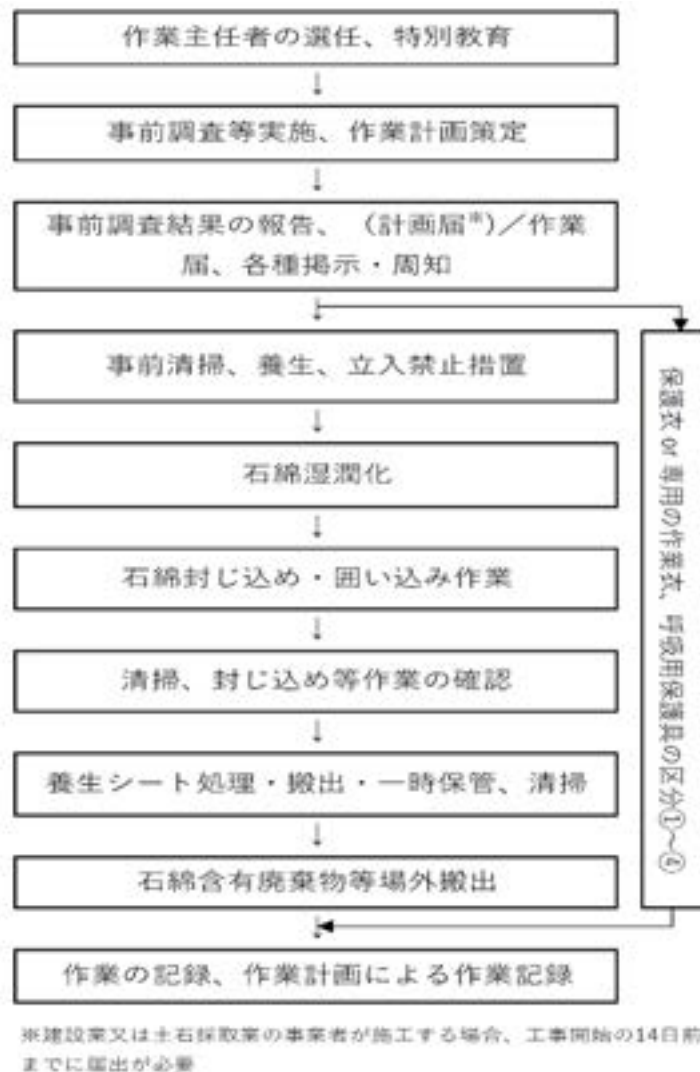 作業主任者の選任、特別教育
↓
事前調査等実施、作業計画策定
↓
事前調査結果の報告、（計画届※）／作業
届、各種掲示・周知
↓
事前清掃、養生、立入禁止措置
↓
石綿湿潤化
↓
石綿封じ込め・囲い込み作業
↓
清掃、封じ込め等作業の確認
↓
養生シート処理・搬出・一時保管、清掃
↓
石綿含有廃棄物等場外搬出
↓
保護衣 or 専用の作業衣、呼吸用保護具の区分①～④
作業の記録、作業計画による作業記録
※建設業又は土石採取業の事業者が施工する場合、工事開始の14日前
までに届出が必要